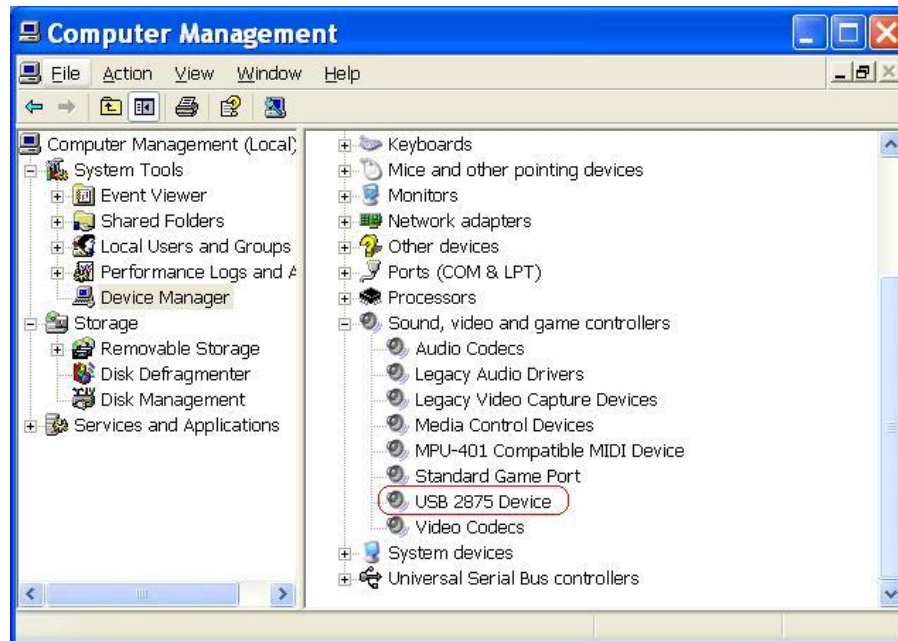 Computer Management
File Action View Window Help
Computer Management (Local)
System Tools
Event Viewer
Shared Folders
Local Users and Groups
Performance Logs and A
Device Manager
Storage
Removable Storage
Disk Defragmenter
Disk Management
Services and Applications
Keyboards
Mice and other pointing devices
Monitors
Network adapters
Other devices
Ports (COM & LPT)
Processors
Sound, video and game controllers
Audio Codecs
Legacy Audio Drivers
Legacy Video Capture Devices
Media Control Devices
MPU-401 Compatible MIDI Device
Standard Game Port
USB 2875 Device
Video Codecs
System devices
Universal Serial Bus controllers